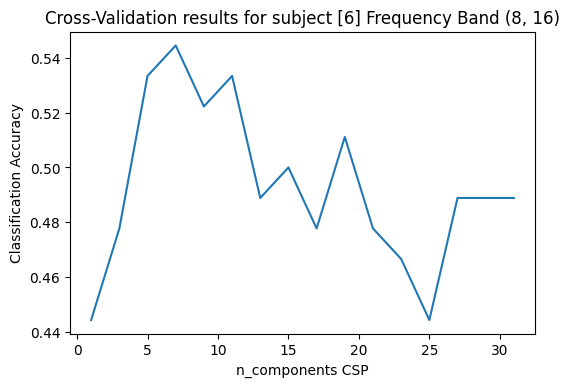 Cross-Validation results for subject [6] Frequency Band (8, 16)
Classification Accuracy
0.54
0.52
0.50
0.48
0.46
0.44
0 5 10 15 20 25 30
n_components CSP